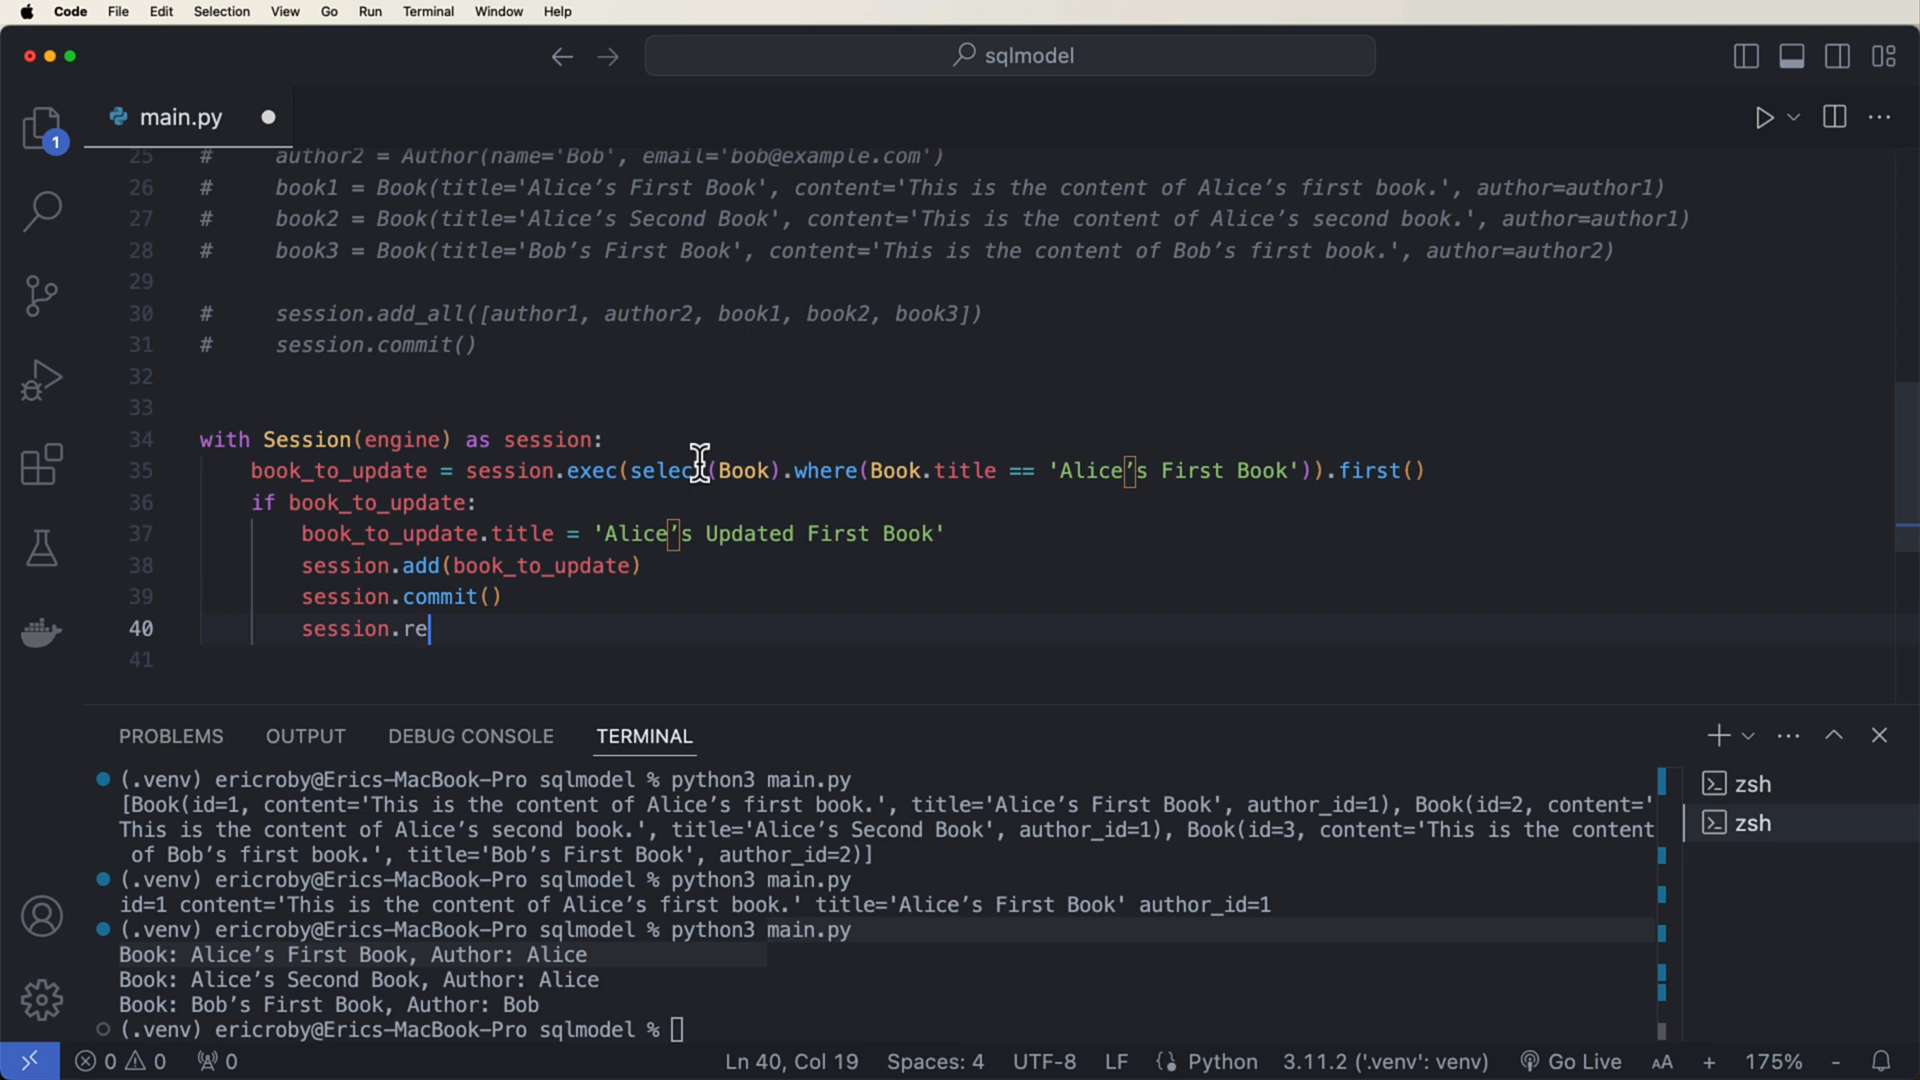 Code File Edit Selection View Go Run Terminal Window Help
sqlmodel
1
main.py
25 # author2 = Author(name='Bob', email='bob@example.com')
26 # book1 = Book(title='Alice’s First Book', content='This is the content of Alice’s first book.', author=author1)
27 # book2 = Book(title='Alice’s Second Book', content='This is the content of Alice’s second book.', author=author1)
28 # book3 = Book(title='Bob’s First Book', content='This is the content of Bob’s first book.', author=author2)
29
30 # session.add_all([author1, author2, book1, book2, book3])
31 # session.commit()
32
33
34 with Session(engine) as session:
35 book_to_update = session.exec(select(Book).where(Book.title == 'Alice’s First Book')).first()
36 if book_to_update:
37 book_to_update.title = 'Alice’s Updated First Book'
38 session.add(book_to_update)
39 session.commit()
40 session.re
41
PROBLEMS OUTPUT DEBUG CONSOLE TERMINAL
(.venv) ericroby@Erics-MacBook-Pro sqlmodel % python3 main.py
[Book(id=1, content='This is the content of Alice’s first book.', title='Alice’s First Book', author_id=1), Book(id=2, content='
This is the content of Alice’s second book.', title='Alice’s Second Book', author_id=1), Book(id=3, content='This is the content
of Bob’s first book.', title='Bob’s First Book', author_id=2)]
(.venv) ericroby@Erics-MacBook-Pro sqlmodel % python3 main.py
id=1 content='This is the content of Alice’s first book.' title='Alice’s First Book' author_id=1
(.venv) ericroby@Erics-MacBook-Pro sqlmodel % python3 main.py
Book: Alice’s First Book, Author: Alice
Book: Alice’s Second Book, Author: Alice
Book: Bob’s First Book, Author: Bob
(.venv) ericroby@Erics-MacBook-Pro sqlmodel %
zsh
zsh
0 0 0 Ln 40, Col 19 Spaces: 4 UTF-8 LF Python 3.11.2 ('.venv': venv) Go Live AA + 175% -